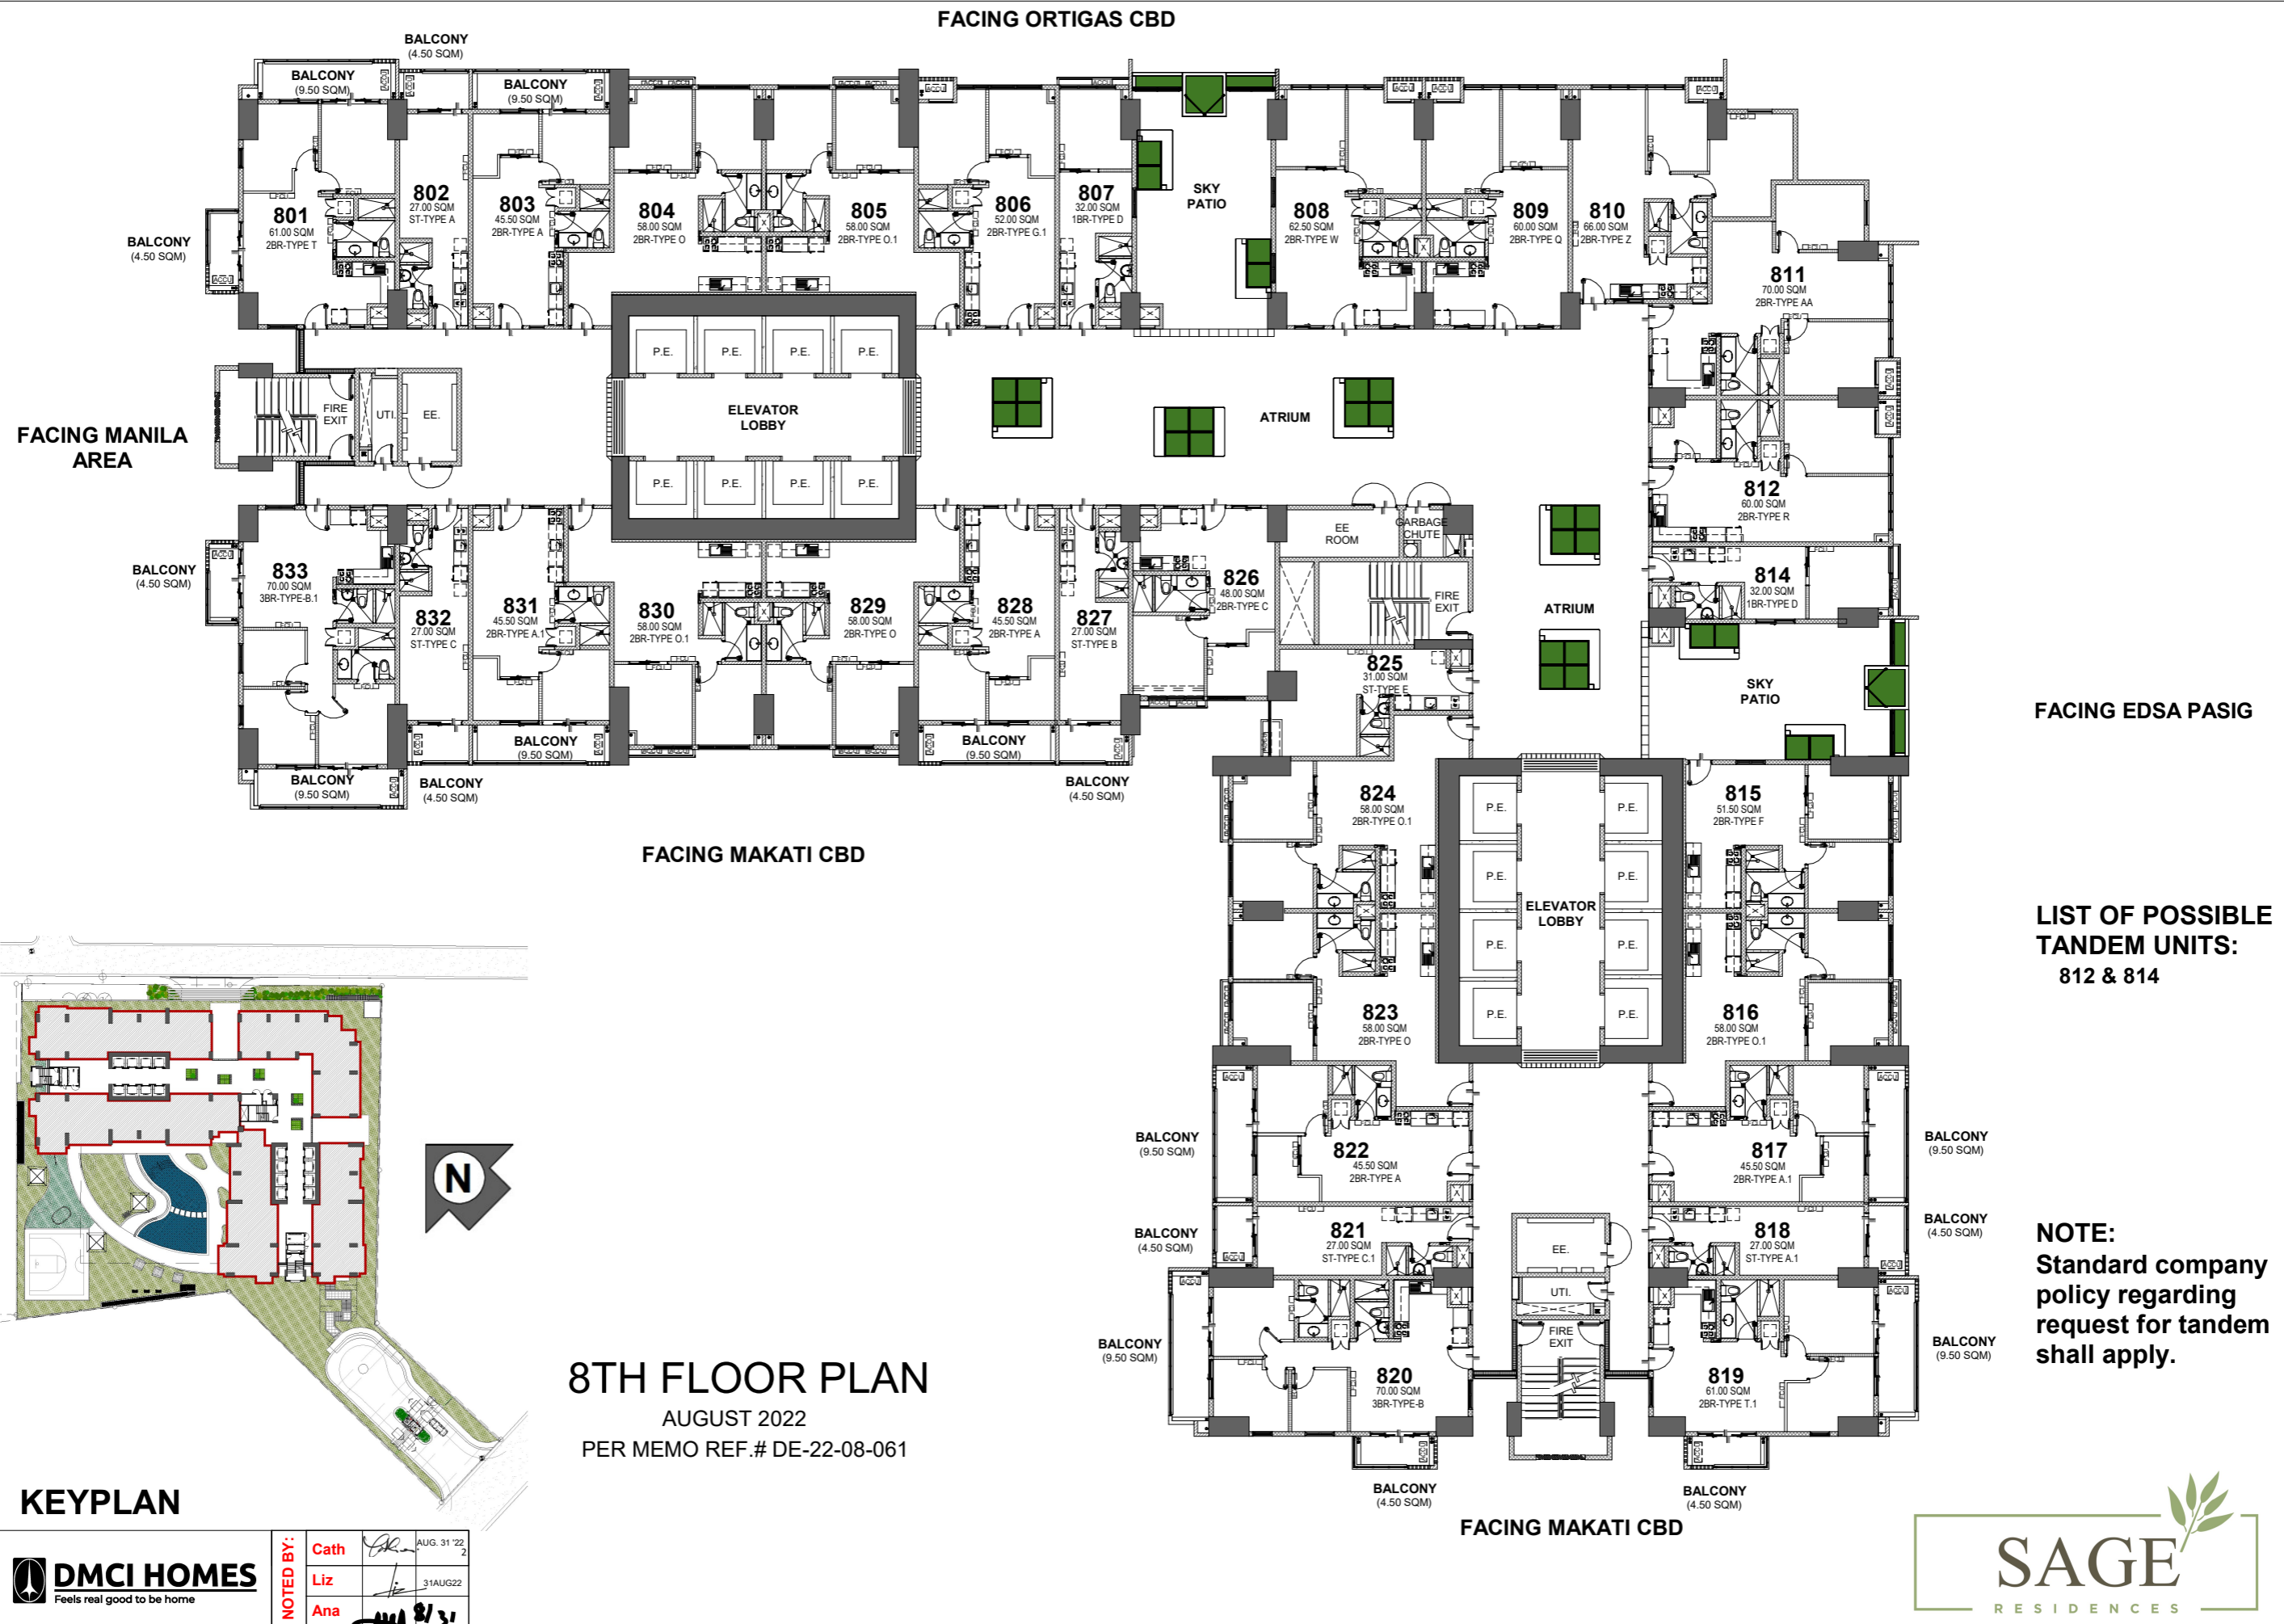 FACING ORTIGAS CBD
BALCONY
(4.50 SQM)
BALCONY
(9.50 SQM)
BALCONY
(9.50 SQM)
801
61.00 SQM
2BR-TYPE T
802
27.00 SQM
ST-TYPE A
803
45.50 SQM
2BR-TYPE A
804
58.00 SQM
2BR-TYPE O
805
58.00 SQM
2BR-TYPE O.1
806
52.00 SQM
2BR-TYPE G.1
807
32.00 SQM
1BR-TYPE D
SKY
PATIO
808
62.50 SQM
2BR-TYPE W
809
60.00 SQM
2BR-TYPE Q
810
66.00 SQM
2BR-TYPE Z
811
70.00 SQM
2BR-TYPE AA
BALCONY
(4.50 SQM)
P.E.
P.E.
P.E.
P.E.
FIRE
EXIT
UTI.
EE.
ELEVATOR
LOBBY
ATRIUM
FACING MANILA
AREA
P.E.
P.E.
P.E.
P.E.
812
60.00 SQM
2BR-TYPE R
EE
ROOM
GARBAGE
CHUTE
BALCONY
(4.50 SQM)
833
70.00 SQM
3BR-TYPE-B.1
832
27.00 SQM
ST-TYPE C
831
45.50 SQM
2BR-TYPE A.1
830
58.00 SQM
2BR-TYPE O.1
829
58.00 SQM
2BR-TYPE O
828
45.50 SQM
2BR-TYPE A
827
27.00 SQM
ST-TYPE B
826
48.00 SQM
2BR-TYPE C
FIRE
EXIT
ATRIUM
814
32.00 SQM
1BR-TYPE D
825
31.00 SQM
ST-TYPE E
SKY
PATIO
FACING EDSA PASIG
BALCONY
(9.50 SQM)
BALCONY
(9.50 SQM)
BALCONY
(9.50 SQM)
BALCONY
(4.50 SQM)
BALCONY
(4.50 SQM)
FACING MAKATI CBD
824
58.00 SQM
2BR-TYPE O.1
P.E.
P.E.
815
51.50 SQM
2BR-TYPE F
P.E.
P.E.
ELEVATOR
LOBBY
P.E.
P.E.
823
58.00 SQM
2BR-TYPE O
P.E.
P.E.
816
58.00 SQM
2BR-TYPE O.1
LIST OF POSSIBLE
TANDEM UNITS:
812 & 814
BALCONY
(9.50 SQM)
822
45.50 SQM
2BR-TYPE A
817
45.50 SQM
2BR-TYPE A.1
BALCONY
(9.50 SQM)
BALCONY
(4.50 SQM)
821
27.00 SQM
ST-TYPE C.1
EE.
818
27.00 SQM
ST-TYPE A.1
BALCONY
(4.50 SQM)
UTI.
FIRE
EXIT
BALCONY
(9.50 SQM)
820
70.00 SQM
3BR-TYPE-B
819
61.00 SQM
2BR-TYPE T.1
BALCONY
(9.50 SQM)
BALCONY
(4.50 SQM)
BALCONY
(4.50 SQM)
FACING MAKATI CBD
NOTE:
Standard company
policy regarding
request for tandem
shall apply.
N
8TH FLOOR PLAN
AUGUST 2022
PER MEMO REF.# DE-22-08-061
KEYPLAN
DMCI HOMES
Feels real good to be home
NOTED BY:
Cath
AUG. 31 '22
2
Liz
31AUG22
Ana
8/31
SAGE
RESIDENCES